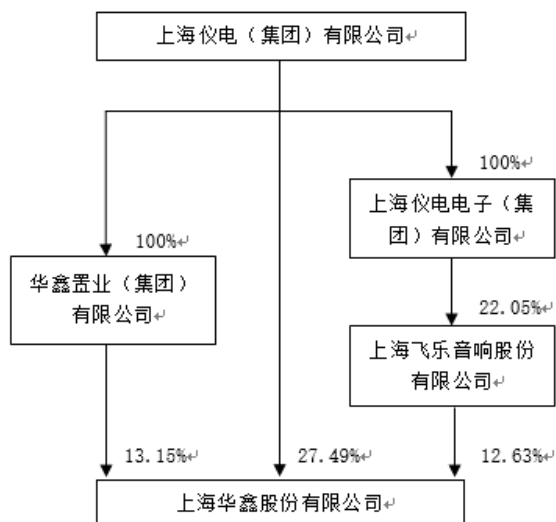 上海仪电（集团）有限公司
100%
上海仪电电子（集
团）有限公司
100%
华鑫置业（集团）
有限公司
22.05%
上海飞乐音响股份
有限公司
13.15%
27.49%
12.63%
上海华鑫股份有限公司